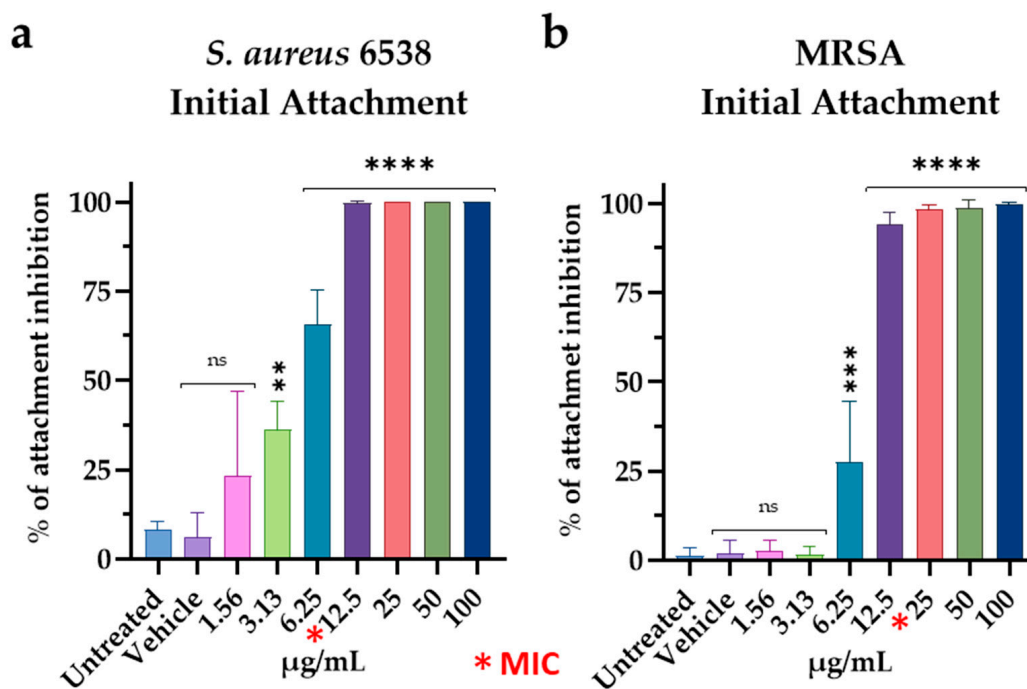 a
S. aureus 6538
Initial Attachment
% of attachment inhibition
100
75
50
25
0
ns
**
****
Untreated
Vehicle
1.56
3.13
6.25
*
12.5
25
50
100
µg/mL
* MIC
b
MRSA
Initial Attachment
% of attachmet inhibition
100
75
50
25
0
ns
***
****
Untreated
Vehicle
1.56
3.13
6.25
12.5
*
25
50
100
µg/mL